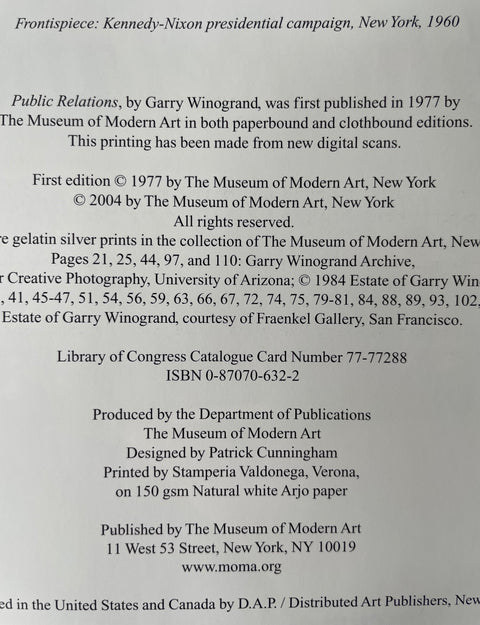 Frontispiece: Kennedy-Nixon presidential campaign, New York, 1960
Public Relations, by Garry Winogrand, was first published in 1977 by
The Museum of Modern Art in both paperbound and clothbound editions.
This printing has been made from new digital scans.
First edition © 1977 by The Museum of Modern Art, New York
© 2004 by The Museum of Modern Art, New York
All rights reserved.
re gelatin silver prints in the collection of The Museum of Modern Art, New
Pages 21, 25, 44, 97, and 110: Garry Winogrand Archive,
r Creative Photography, University of Arizona; © 1984 Estate of Garry Win
, 41, 45-47, 51, 54, 56, 59, 63, 66, 67, 72, 74, 75, 79-81, 84, 88, 89, 93, 102,
Estate of Garry Winogrand, courtesy of Fraenkel Gallery, San Francisco.
Library of Congress Catalogue Card Number 77-77288
ISBN 0-87070-632-2
Produced by the Department of Publications
The Museum of Modern Art
Designed by Patrick Cunningham
Printed by Stamperia Valdonega, Verona,
on 150 gsm Natural white Arjo paper
Published by The Museum of Modern Art
11 West 53 Street, New York, NY 10019
www.moma.org
ed in the United States and Canada by D.A.P. / Distributed Art Publishers, New